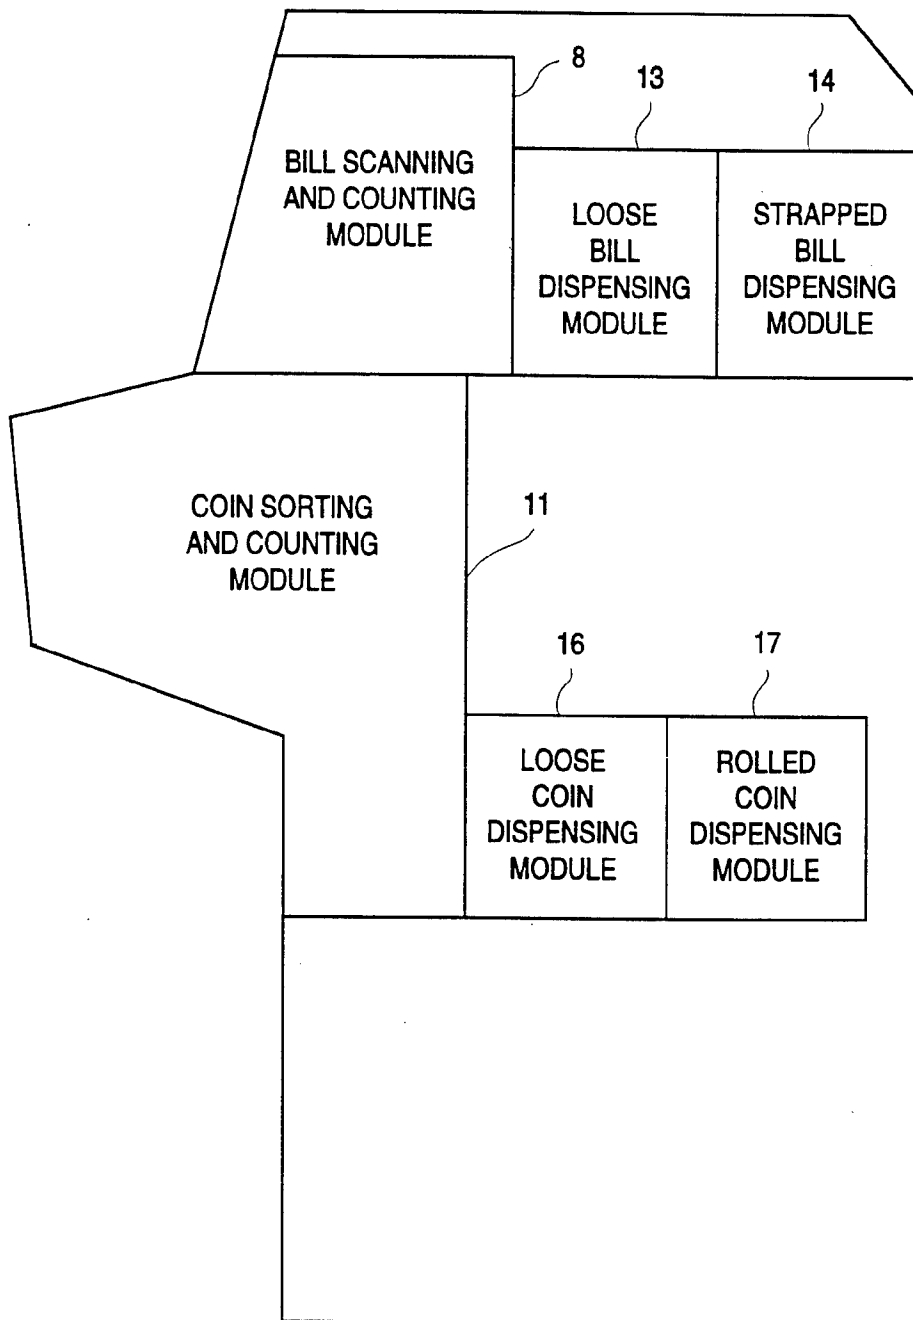 8
13
14
BILL SCANNING
AND COUNTING
MODULE
LOOSE
BILL
DISPENSING
MODULE
STRAPPED
BILL
DISPENSING
MODULE
COIN SORTING
AND COUNTING
MODULE
11
16
17
LOOSE
COIN
DISPENSING
MODULE
ROLLED
COIN
DISPENSING
MODULE